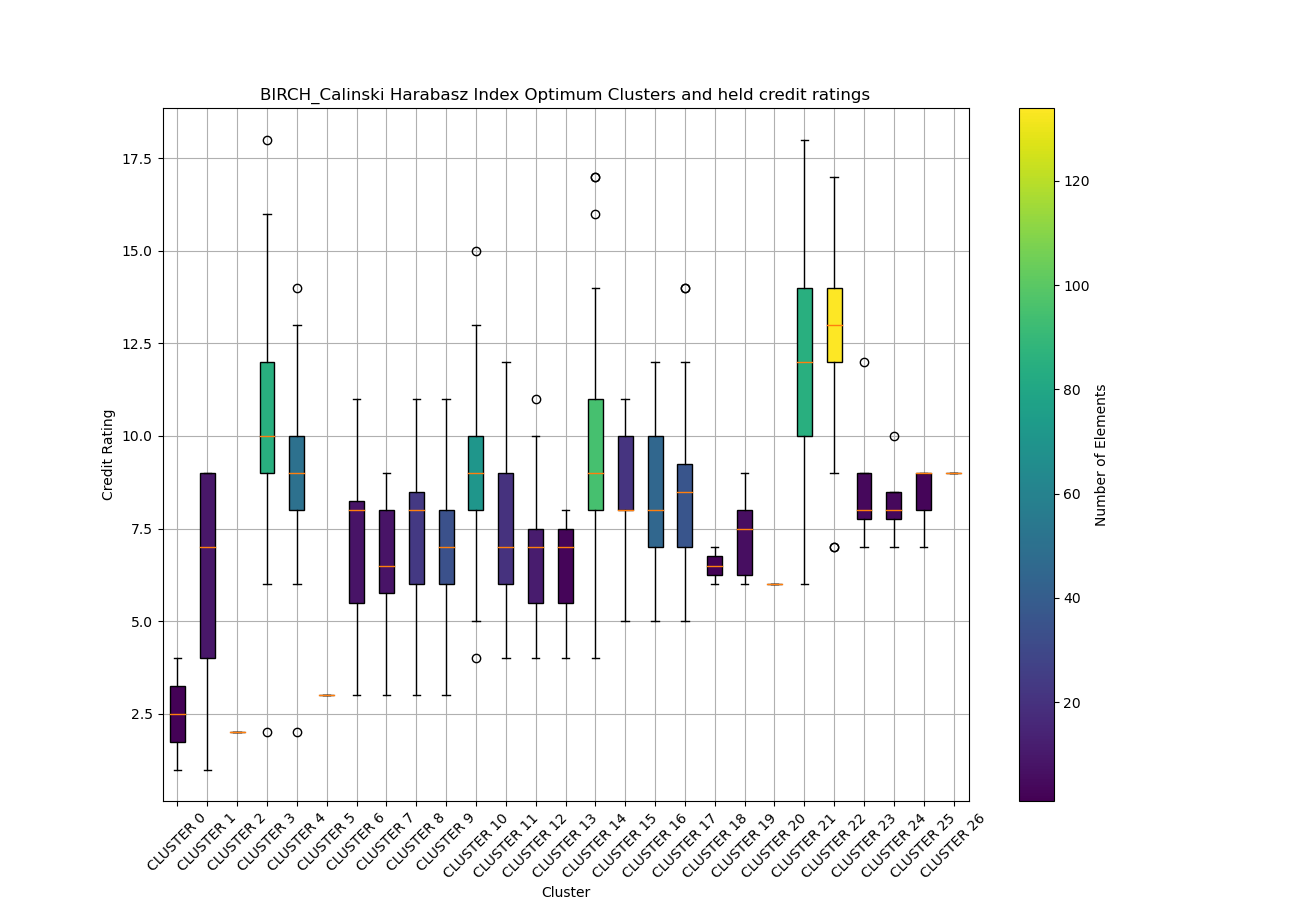 BIRCH_Calinski Harabasz Index Optimum Clusters and held credit ratings
17.5
15.0
12.5
10.0
7.5
5.0
2.5
Credit Rating
CLUSTER 0
CLUSTER 1
CLUSTER 2
CLUSTER 3
CLUSTER 4
CLUSTER 5
CLUSTER 6
CLUSTER 7
CLUSTER 8
CLUSTER 9
CLUSTER 10
CLUSTER 11
CLUSTER 12
CLUSTER 13
CLUSTER 14
CLUSTER 15
CLUSTER 16
CLUSTER 17
CLUSTER 18
CLUSTER 19
CLUSTER 20
CLUSTER 21
CLUSTER 22
CLUSTER 23
CLUSTER 24
CLUSTER 25
CLUSTER 26
Cluster
120
100
80
60
40
20
Number of Elements